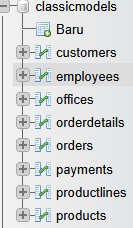 classicmodels
Baru
customers
employees
offices
orderdetails
orders
payments
productlines
products